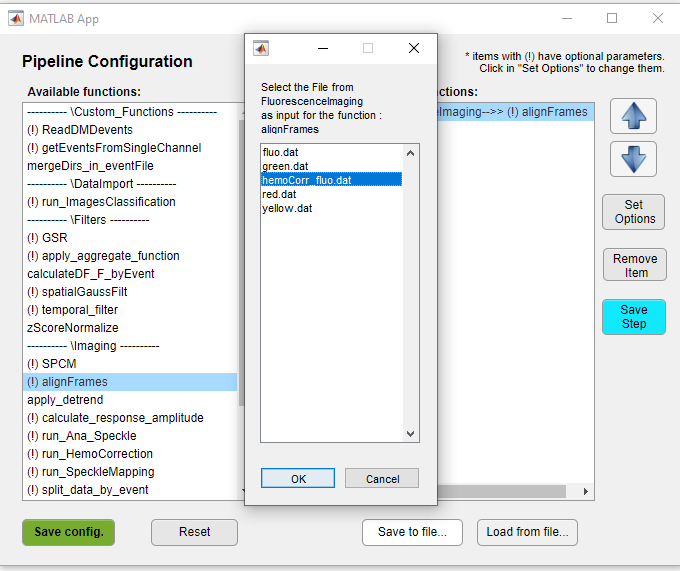 MATLAB App
Pipeline Configuration
* items with (!) have optional parameters.
Click in "Set Options" to change them.
Available functions:
---------- \Custom_Functions ----------
(!) ReadDMDevents
(!) getEventsFromSingleChannel
mergeDirs_in_eventFile
---------- \DataImport ----------
(!) run_ImagesClassification
---------- \Filters ----------
(!) GSR
(!) apply_aggregate_function
calculateDF_F_byEvent
(!) spatialGaussFilt
(!) temporal_filter
zScoreNormalize
---------- \Imaging ----------
(!) SPCM
(!) alignFrames
apply_detrend
(!) calculate_response_amplitude
(!) run_Ana_Speckle
(!) run_HemoCorrection
(!) run_SpeckleMapping
(!) split_data_by_event
Select the File from
FluorescenceImaging
as input for the function :
alignFrames
fluo.dat
green.dat
hemoCorr_fluo.dat
red.dat
yellow.dat
OK
Cancel
ctions:
eImaging-->> (!) alignFrames
Set
Options
Remove
Item
Save
Step
Save config.
Reset
Save to file...
Load from file...